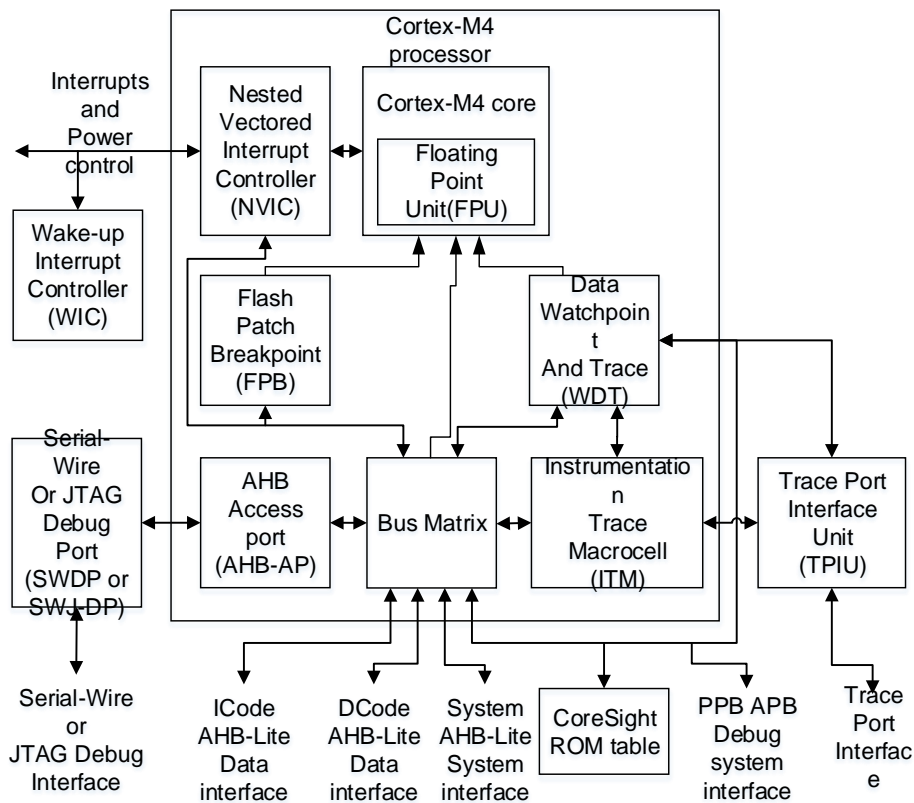 Cortex-M4
processor
Interrupts
and
Power
control
Nested
Vectored
Interrupt
Controller
(NVIC)
Cortex-M4 core
Floating
Point
Unit(FPU)
Wake-up
Interrupt
Controller
(WIC)
Flash
Patch
Breakpoint
(FPB)
Data
Watchpoin
t
And Trace
(WDT)
Serial-
Wire
Or JTAG
Debug
Port
(SWDP or
SWJ-DP)
AHB
Access
port
(AHB-AP)
Bus Matrix
Instrumentatio
n
Trace
Macrocell
(ITM)
Trace Port
Interface
Unit
(TPIU)
Serial-Wire
or
JTAG Debug
Interface
ICode
AHB-Lite
Data
interface
DCode
AHB-Lite
Data
interface
System
AHB-Lite
System
interface
CoreSight
ROM table
PPB APB
Debug
system
interface
Trace
Port
Interfac
e